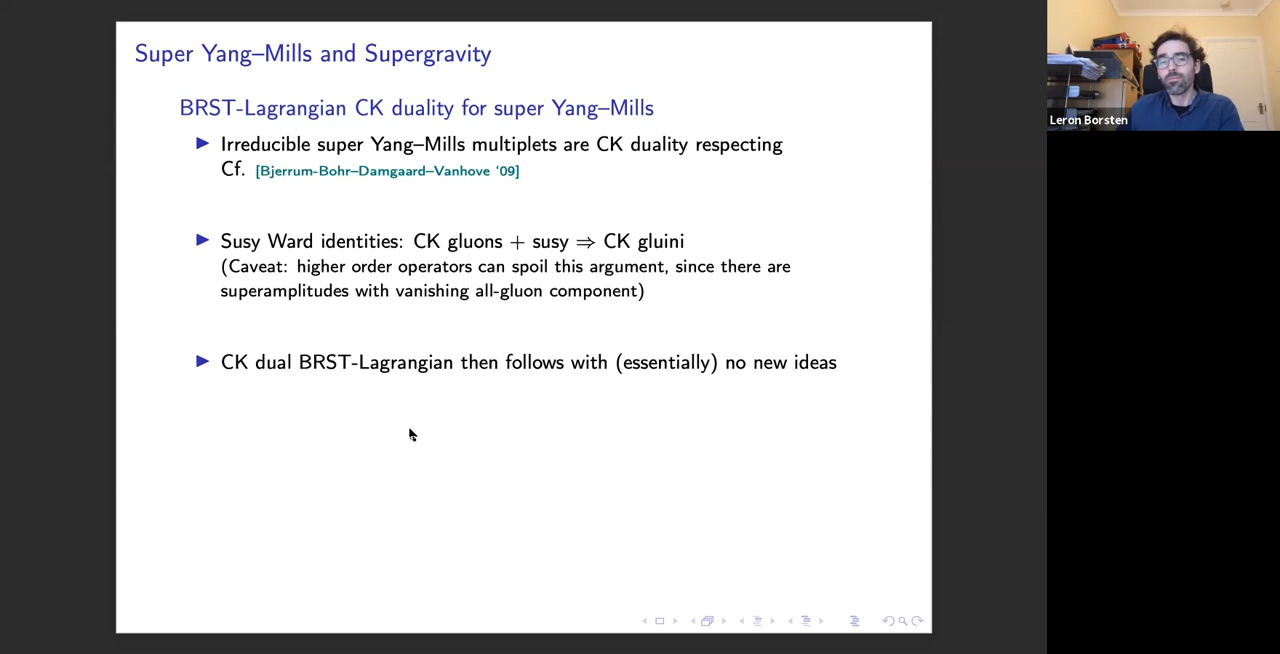 Super Yang–Mills and Supergravity
BRST-Lagrangian CK duality for super Yang–Mills
▶ Irreducible super Yang–Mills multiplets are CK duality respecting
Cf. [Bjerrum-Bohr–Damgaard–Vanhove ‘09]
▶ Susy Ward identities: CK gluons + susy ⇒ CK gluini
(Caveat: higher order operators can spoil this argument, since there are
superamplitudes with vanishing all-gluon component)
▶ CK dual BRST-Lagrangian then follows with (essentially) no new ideas
Leron Borsten